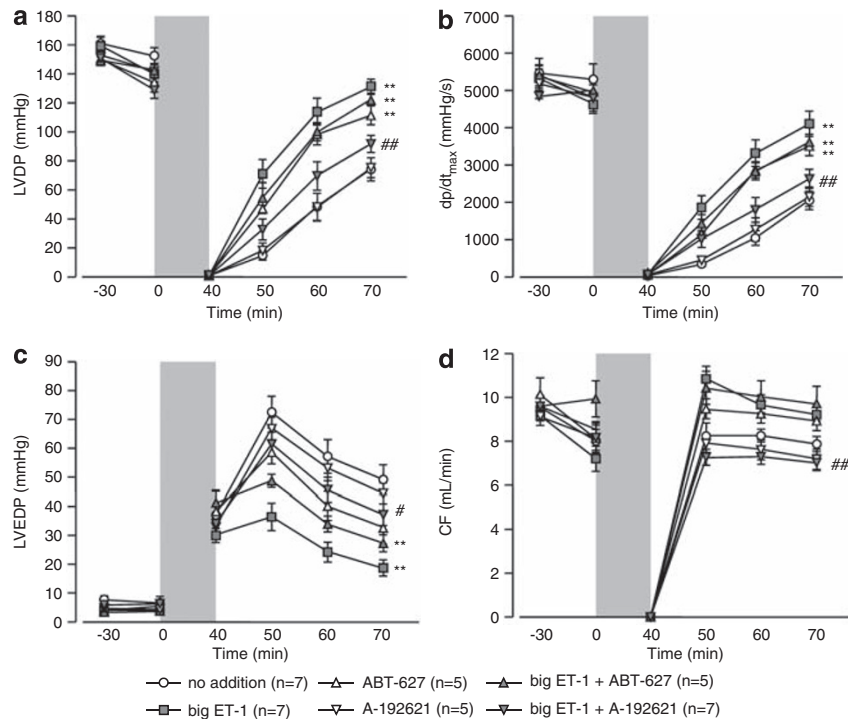 a
180
160
140
120
100
80
60
40
20
0
LVDP (mmHg)
**
**
**
##
-30 0 40 50 60 70
Time (min)
b
7000
6000
5000
4000
3000
2000
1000
0
dp/dtmax (mmHg/s)
**
**
**
##
-30 0 40 50 60 70
Time (min)
c
90
80
70
60
50
40
30
20
10
0
LVEDP (mmHg)
#
**
**
-30 0 40 50 60 70
Time (min)
d
12
10
8
6
4
2
0
CF (mL/min)
##
-30 0 40 50 60 70
Time (min)
no addition (n=7) ABT-627 (n=5) big ET-1 + ABT-627 (n=5)
big ET-1 (n=7) A-192621 (n=5) big ET-1 + A-192621 (n=7)